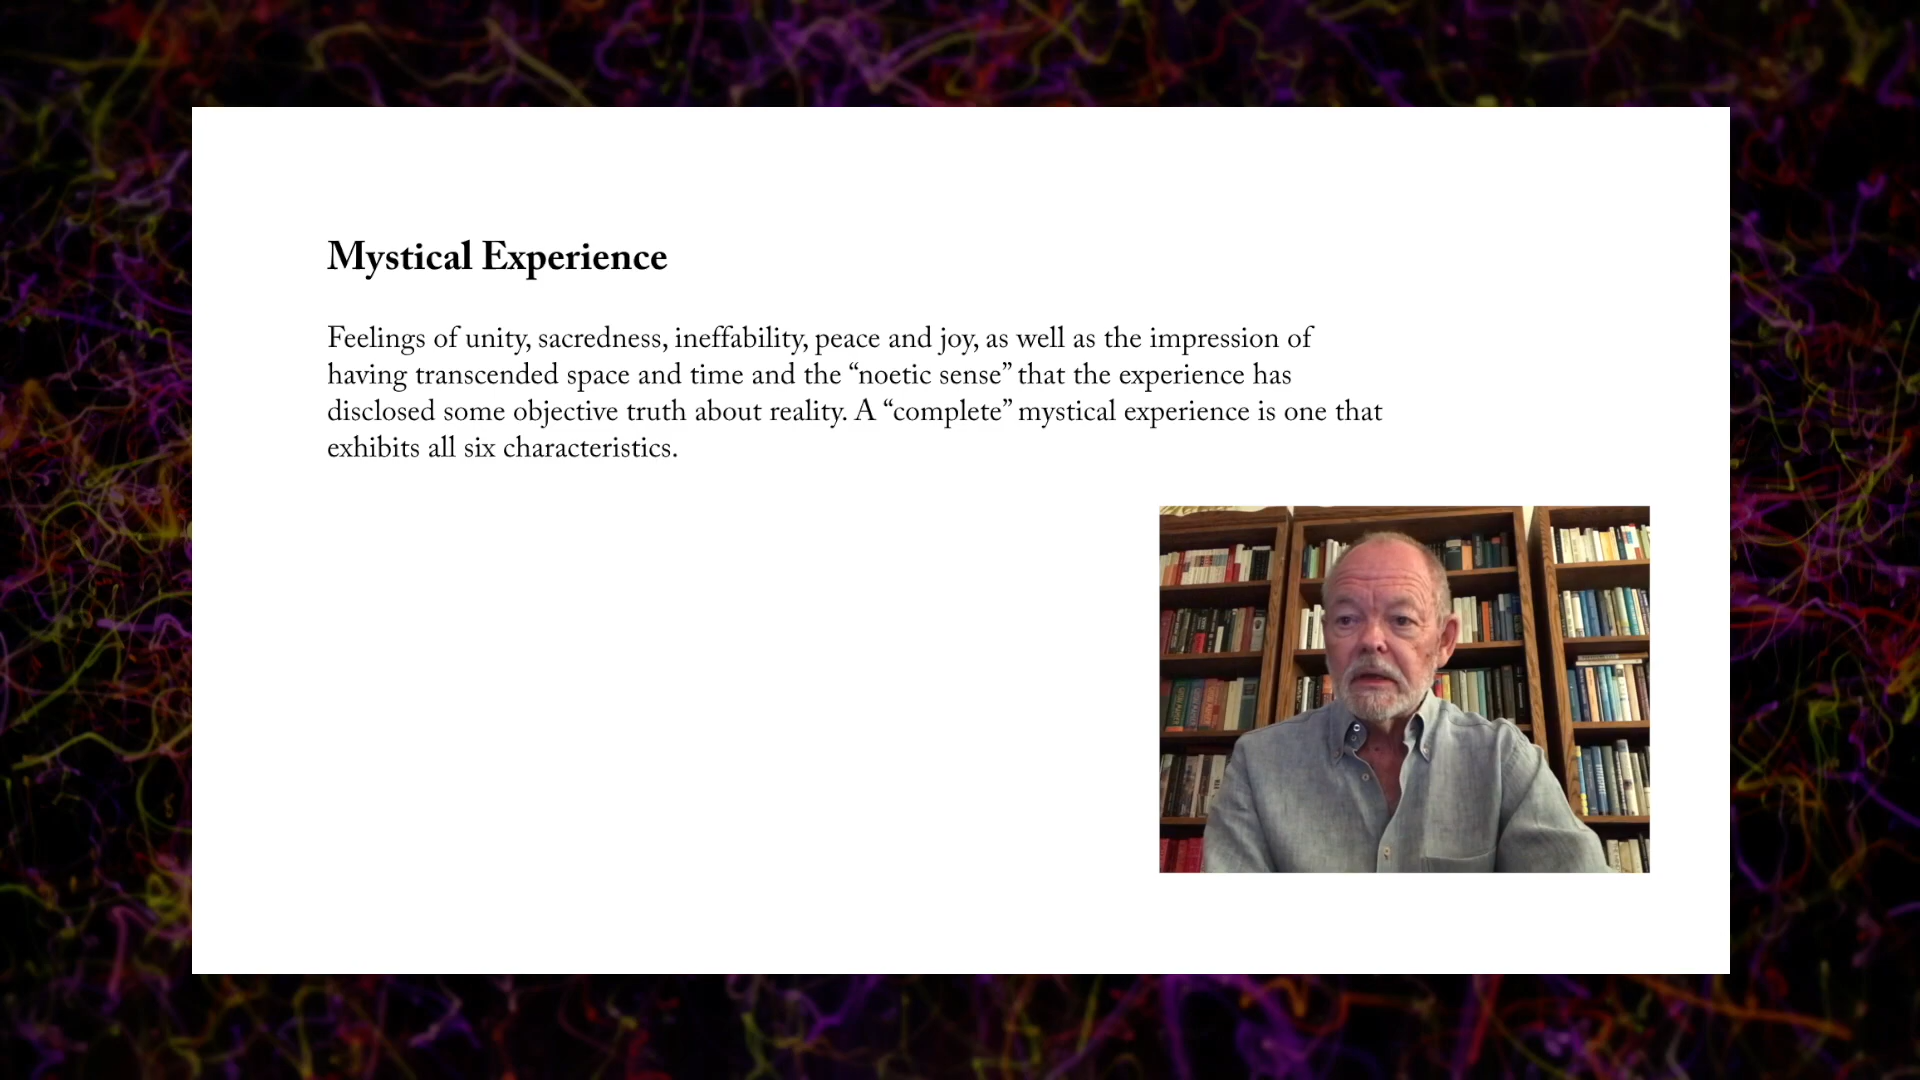 Mystical Experience
Feelings of unity, sacredness, ineffability, peace and joy, as well as the impression of
having transcended space and time and the “noetic sense” that the experience has
disclosed some objective truth about reality. A “complete” mystical experience is one that
exhibits all six characteristics.